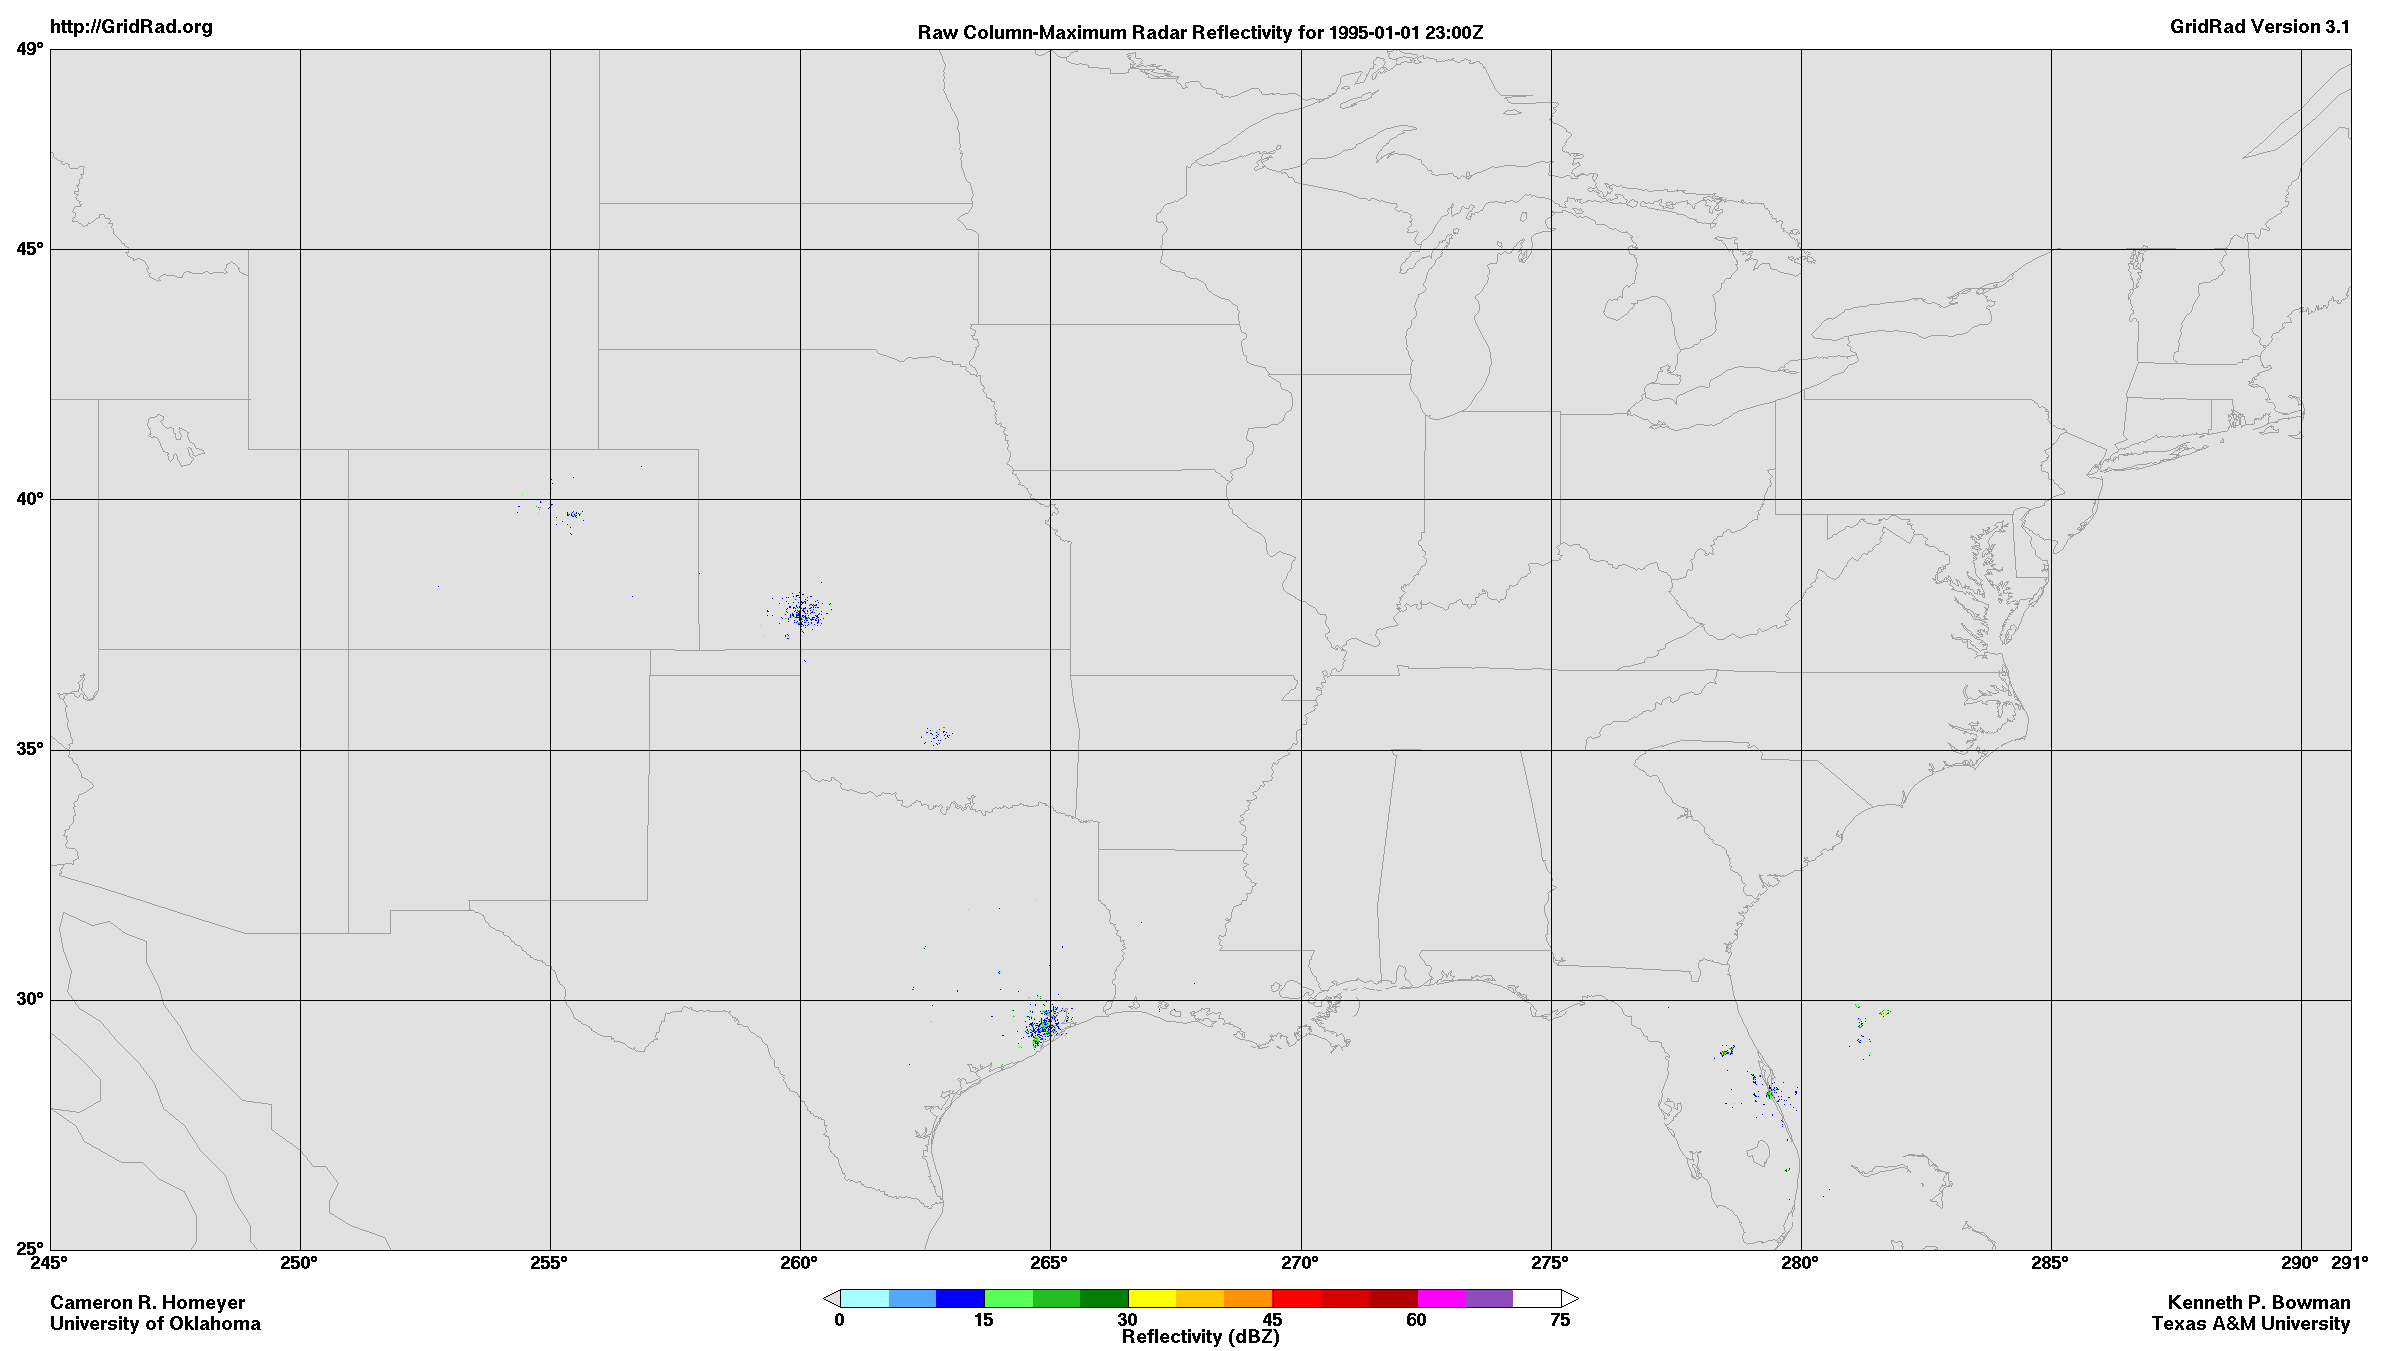 http://GridRad.org
Raw Column-Maximum Radar Reflectivity for 1995-01-01 23:00Z
GridRad Version 3.1
49°
45°
40°
35°
30°
25°
245° 250° 255° 260° 265° 270° 275° 280° 285° 290° 291°
0 15 30 45 60 75
Reflectivity (dBZ)
Cameron R. Homeyer
University of Oklahoma
Kenneth P. Bowman
Texas A&M University